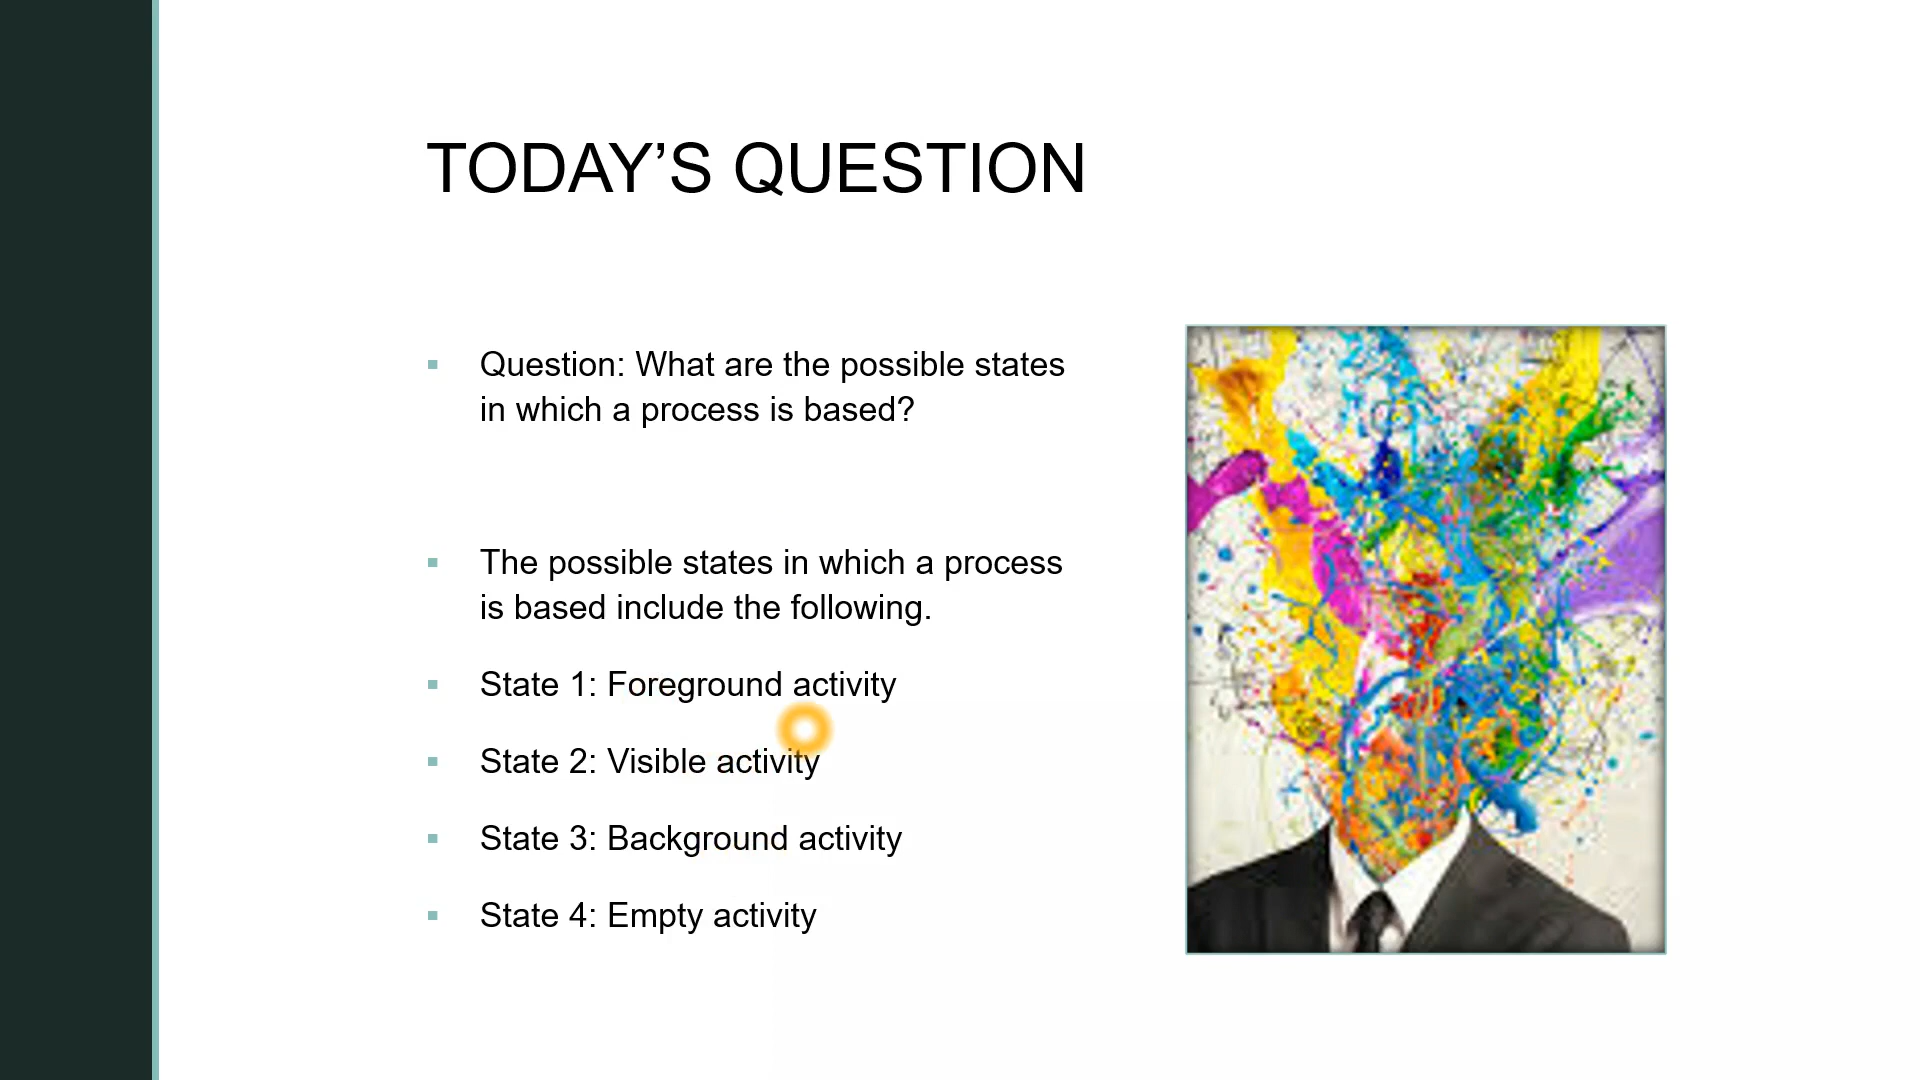 TODAY’S QUESTION
Question: What are the possible states
in which a process is based?
The possible states in which a process
is based include the following.
State 1: Foreground activity
State 2: Visible activity
State 3: Background activity
State 4: Empty activity